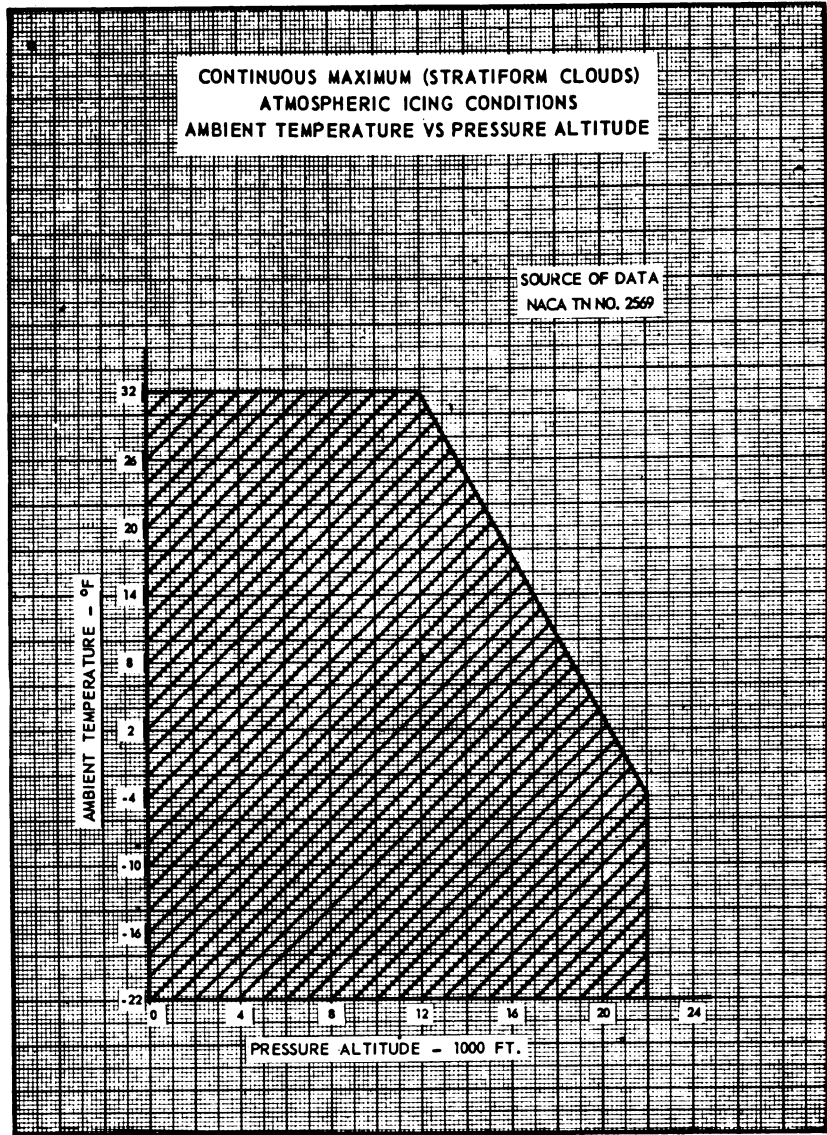 CONTINUOUS MAXIMUM (STRATIFORM CLOUDS)
ATMOSPHERIC ICING CONDITIONS
AMBIENT TEMPERATURE VS PRESSURE ALTITUDE
SOURCE OF DATA
NACA TN NO. 2569
32
26
20
14
8
2
-4
-10
-16
-22
AMBIENT TEMPERATURE - °F
0 4 8 12 16 20 24
PRESSURE ALTITUDE - 1000 FT.